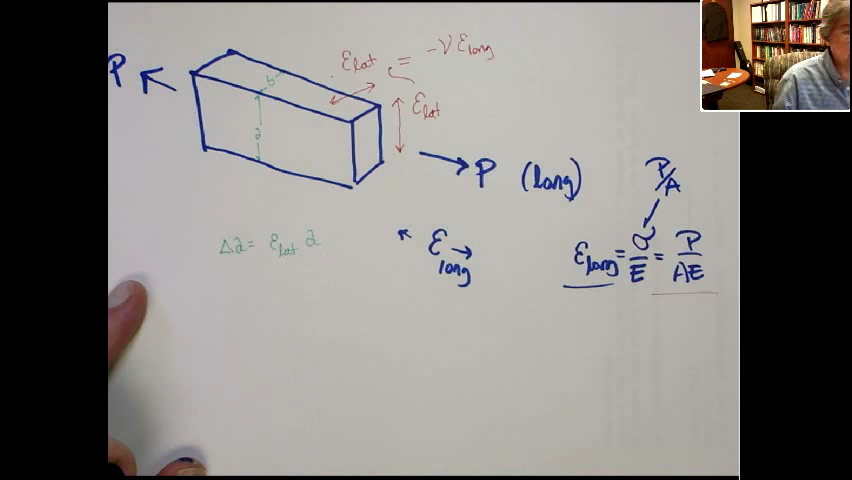 ε_lat = -ν ε_long
P
b
ε_lat
a
P (long)
P/A
Δa = ε_lat a
ε_long
ε_long = σ/E = P/AE